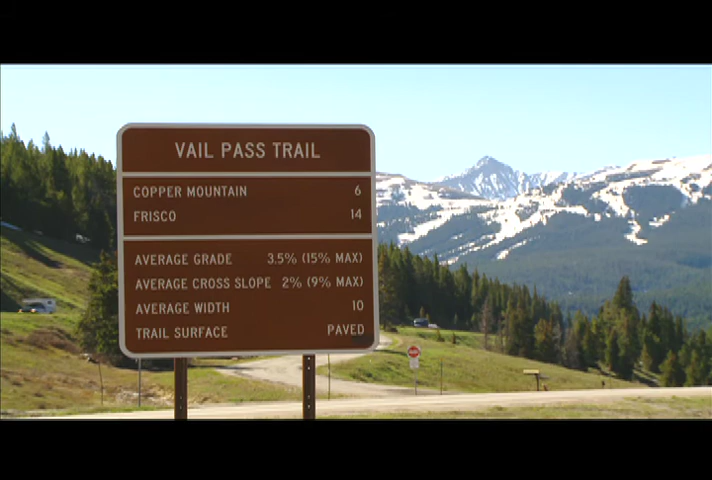 VAIL PASS TRAIL
COPPER MOUNTAIN 6
FRISCO 14
AVERAGE GRADE 3.5% (15% MAX)
AVERAGE CROSS SLOPE 2% (9% MAX)
AVERAGE WIDTH 10
TRAIL SURFACE PAVED